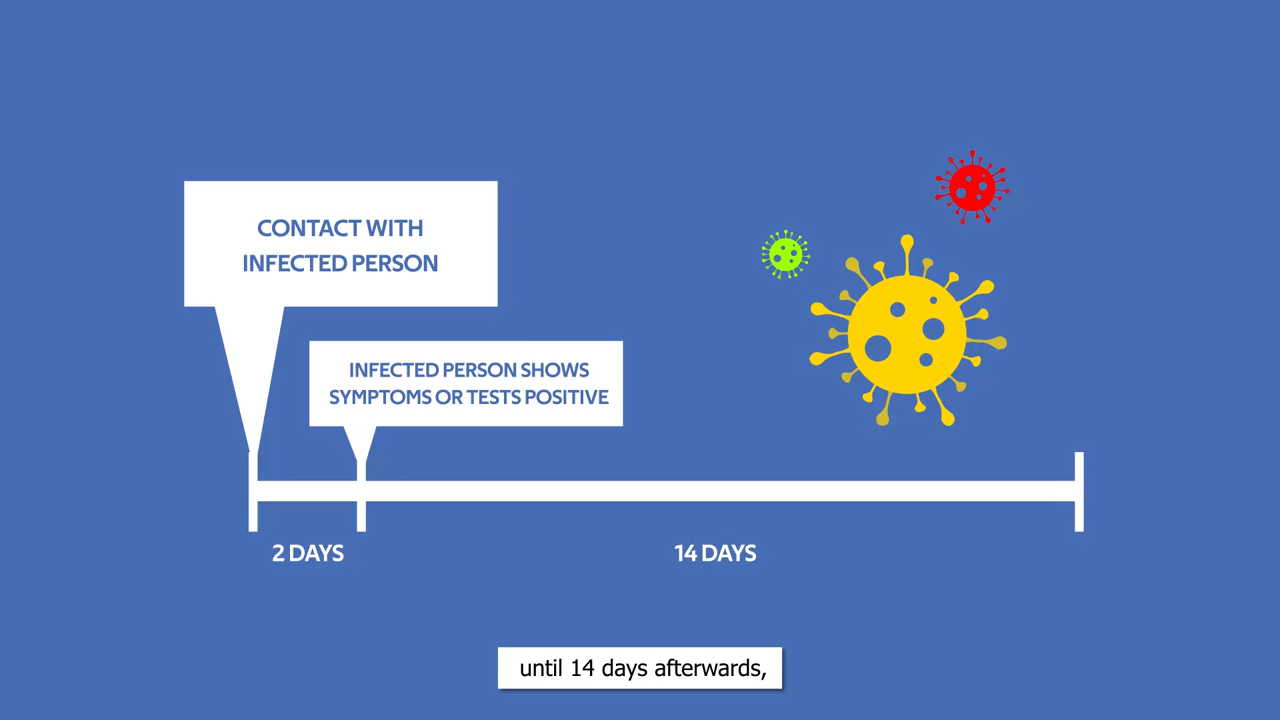 CONTACT WITH
INFECTED PERSON
INFECTED PERSON SHOWS
SYMPTOMS OR TESTS POSITIVE
2 DAYS
14 DAYS
until 14 days afterwards,